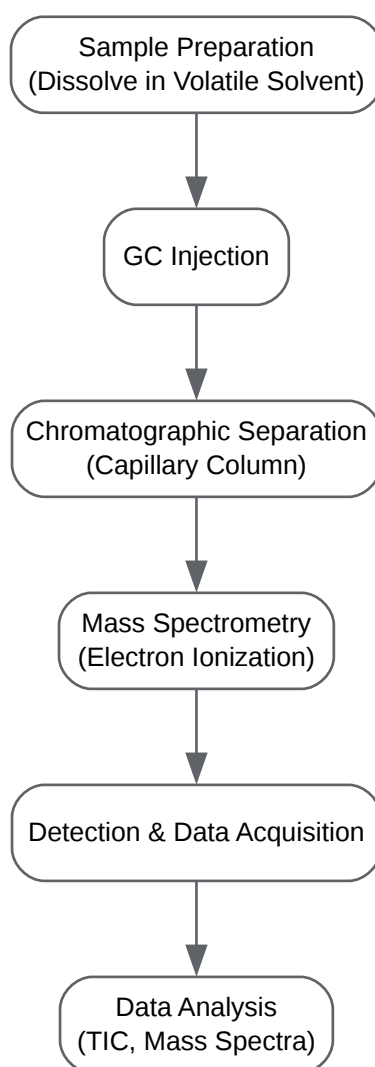 Sample Preparation
(Dissolve in Volatile Solvent)
GC Injection
Chromatographic Separation
(Capillary Column)
Mass Spectrometry
(Electron Ionization)
Detection & Data Acquisition
Data Analysis
(TIC, Mass Spectra)